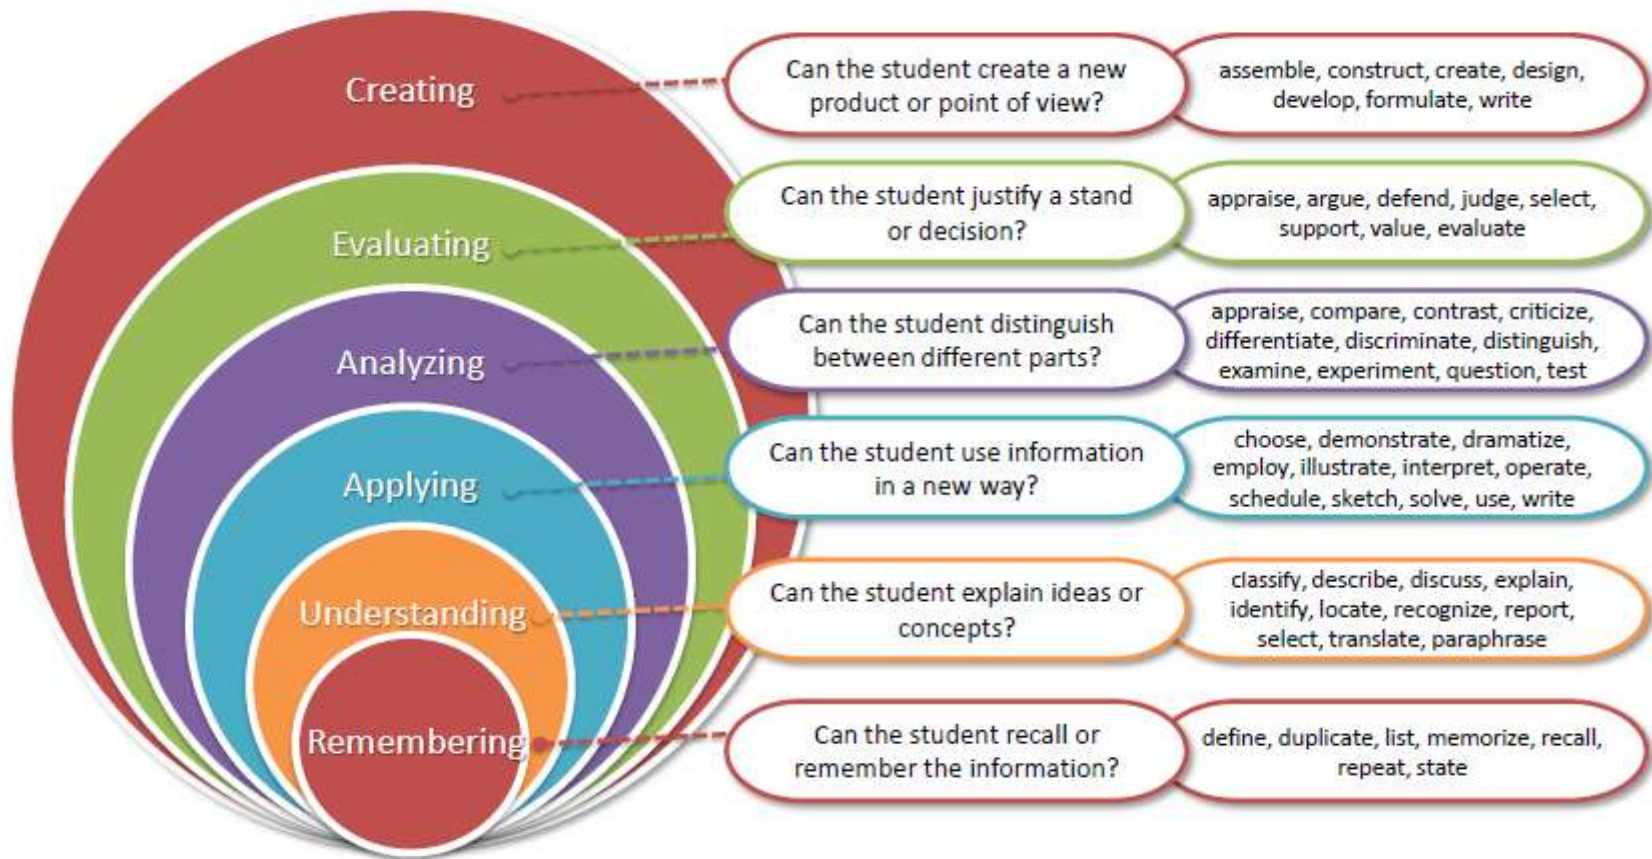 Creating
Can the student create a new
product or point of view?
assemble, construct, create, design,
develop, formulate, write
Evaluating
Can the student justify a stand
or decision?
appraise, argue, defend, judge, select,
support, value, evaluate
Analyzing
Can the student distinguish
between different parts?
appraise, compare, contrast, criticize,
differentiate, discriminate, distinguish,
examine, experiment, question, test
Applying
Can the student use information
in a new way?
choose, demonstrate, dramatize,
employ, illustrate, interpret, operate,
schedule, sketch, solve, use, write
Understanding
Can the student explain ideas or
concepts?
classify, describe, discuss, explain,
identify, locate, recognize, report,
select, translate, paraphrase
Remembering
Can the student recall or
remember the information?
define, duplicate, list, memorize, recall,
repeat, state